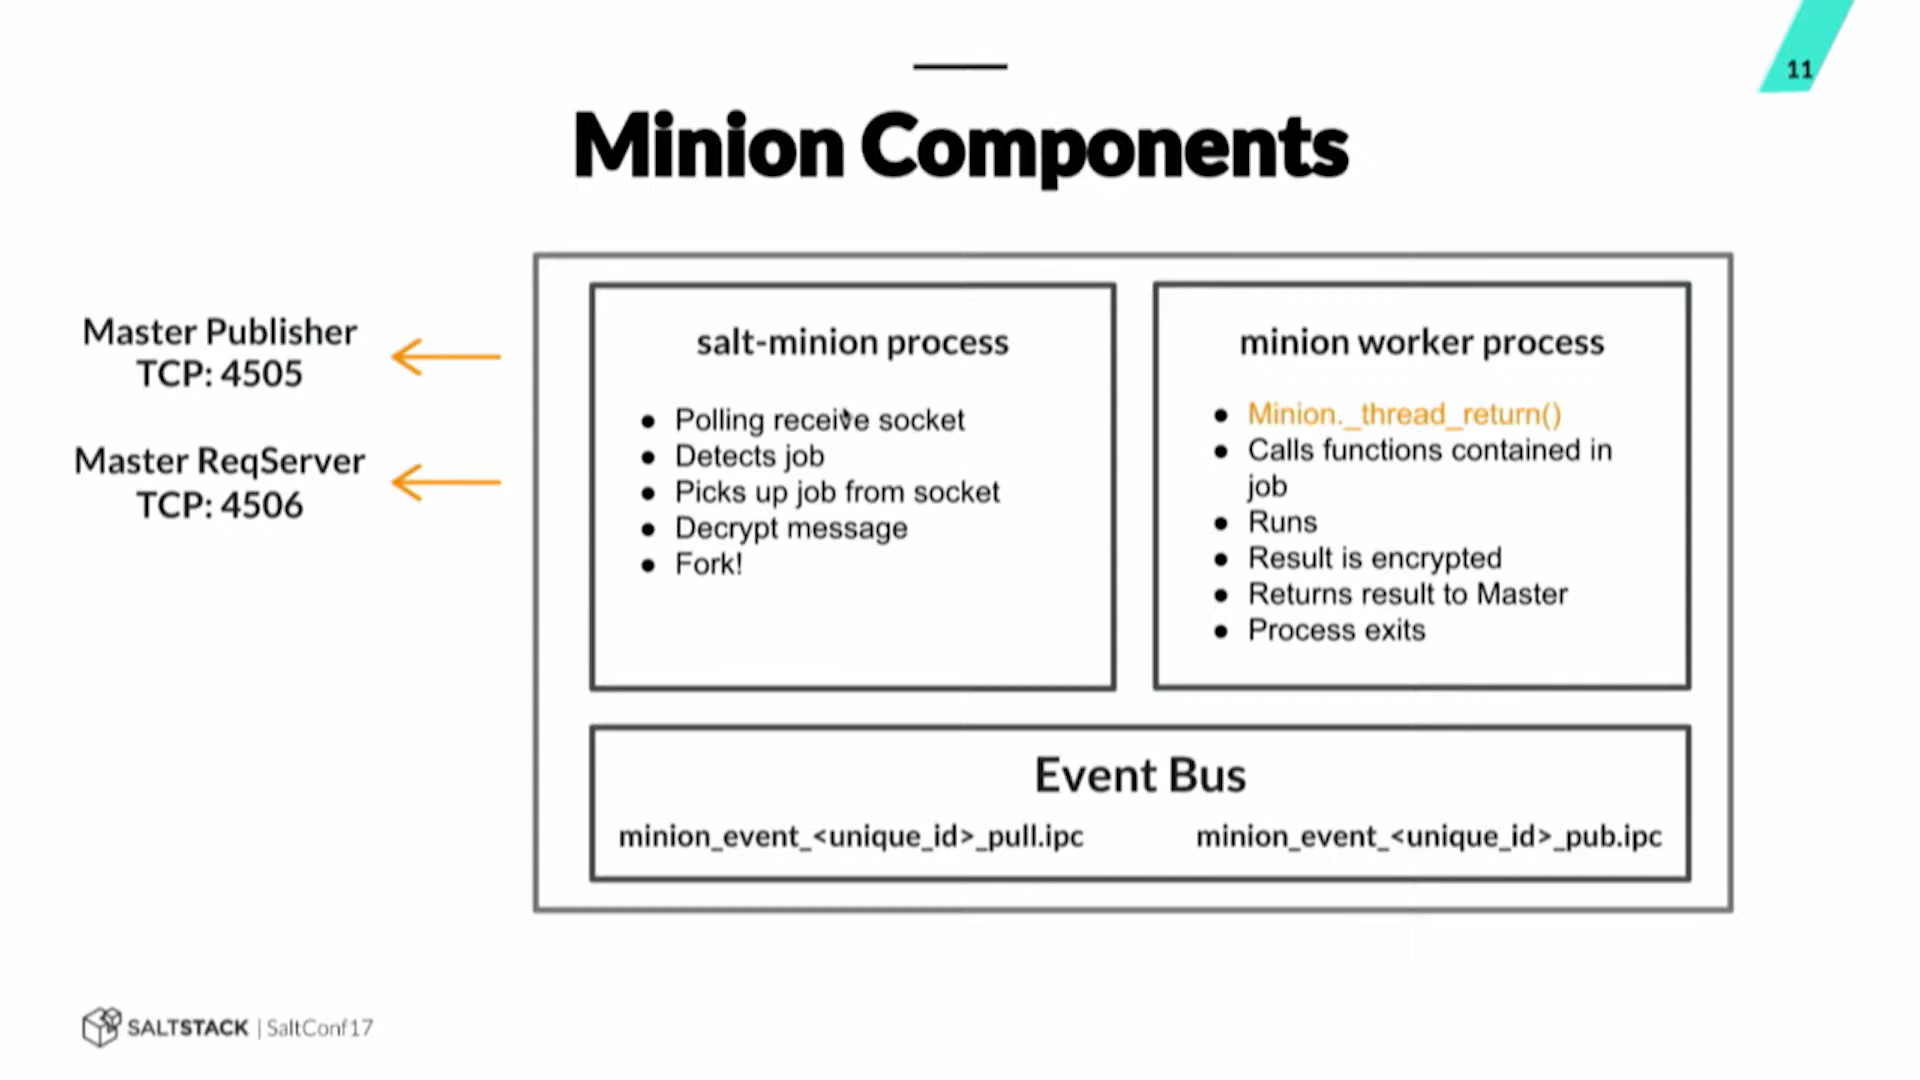 11
Minion Components
Master Publisher
TCP: 4505
Master ReqServer
TCP: 4506
salt-minion process
● Polling receive socket
● Detects job
● Picks up job from socket
● Decrypt message
● Fork!
minion worker process
● Minion._thread_return()
● Calls functions contained in
job
● Runs
● Result is encrypted
● Returns result to Master
● Process exits
Event Bus
minion_event_<unique_id>_pull.ipc
minion_event_<unique_id>_pub.ipc
SALTSTACK | SaltConf17